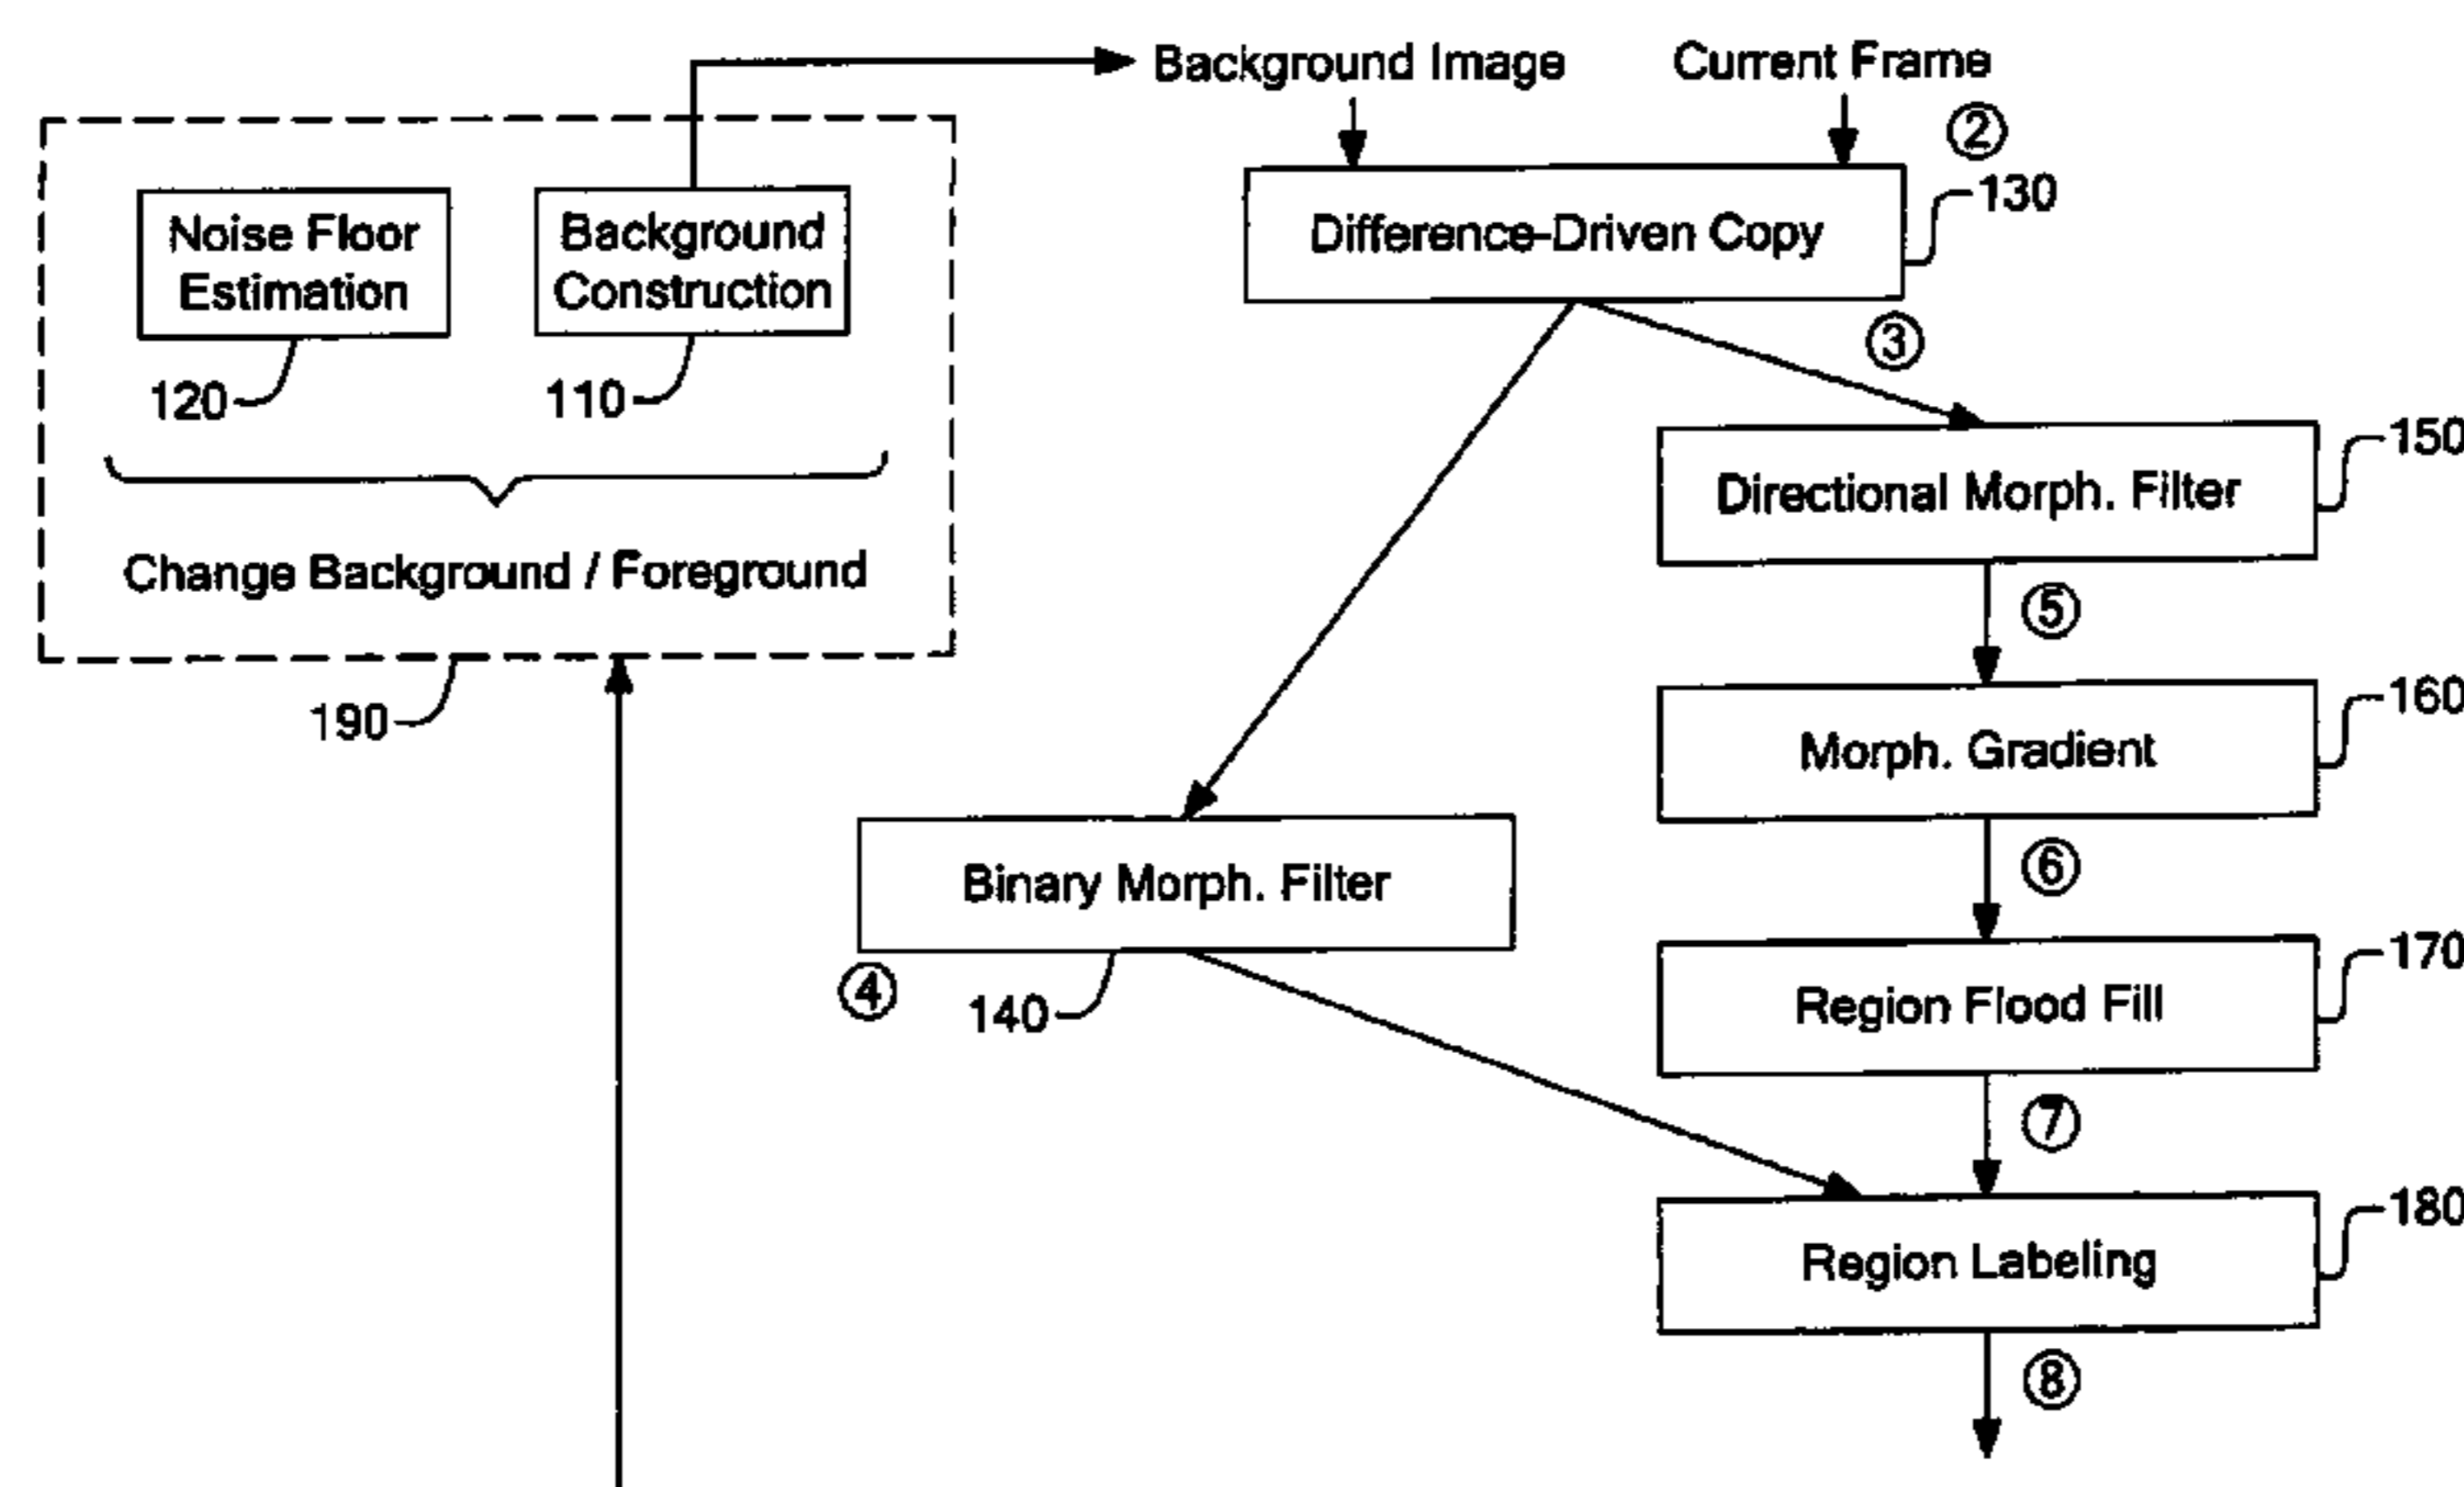 Background Image
Current Frame
②
Noise Floor
Estimation
Background
Construction
Difference-Driven Copy
130
120
110
③
Directional Morph. Filter
150
Change Background / Foreground
⑤
190
Morph. Gradient
160
Binary Morph. Filter
⑥
④
140
Region Flood Fill
170
⑦
Region Labeling
180
⑧